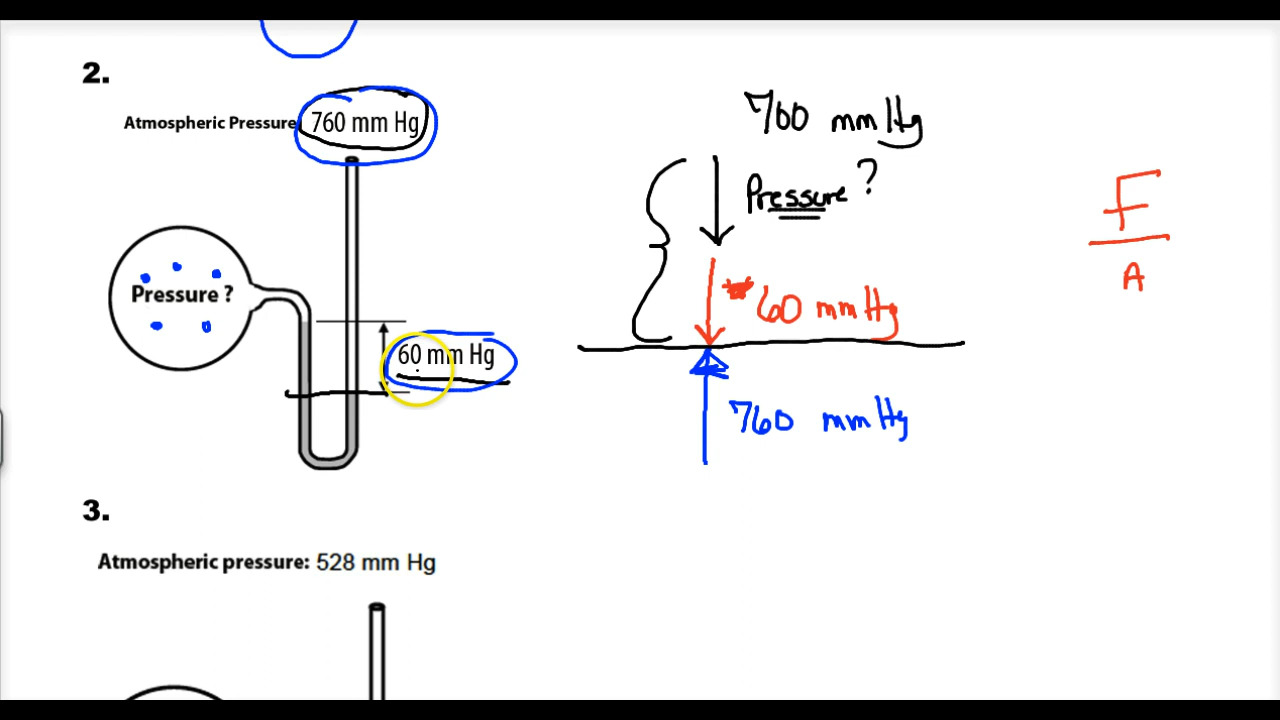 2.
Atmospheric Pressure 760 mm Hg
700 mm Hg
Pressure?
F
A
Pressure ?
60 mm Hg
60 mm Hg
760 mm Hg
3.
Atmospheric pressure: 528 mm Hg